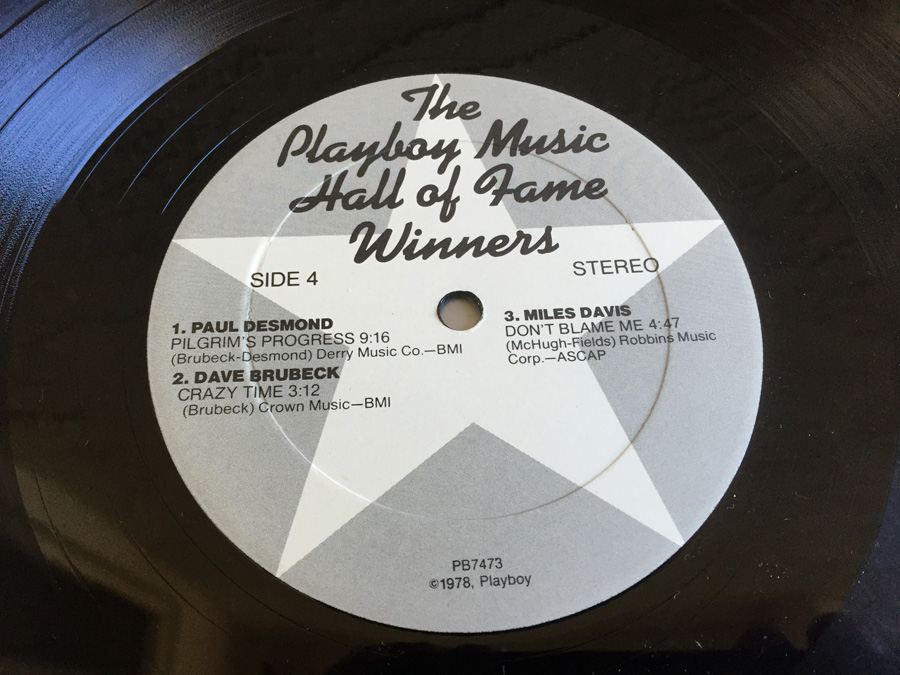 The
Playboy Music
Hall of Fame
Winners
SIDE 4
STEREO
1. PAUL DESMOND
PILGRIM'S PROGRESS 9:16
(Brubeck-Desmond) Derry Music Co.—BMI
2. DAVE BRUBECK
CRAZY TIME 3:12
(Brubeck) Crown Music—BMI
3. MILES DAVIS
DON'T BLAME ME 4:47
(McHugh-Fields) Robbins Music
Corp.—ASCAP
PB7473
©1978, Playboy